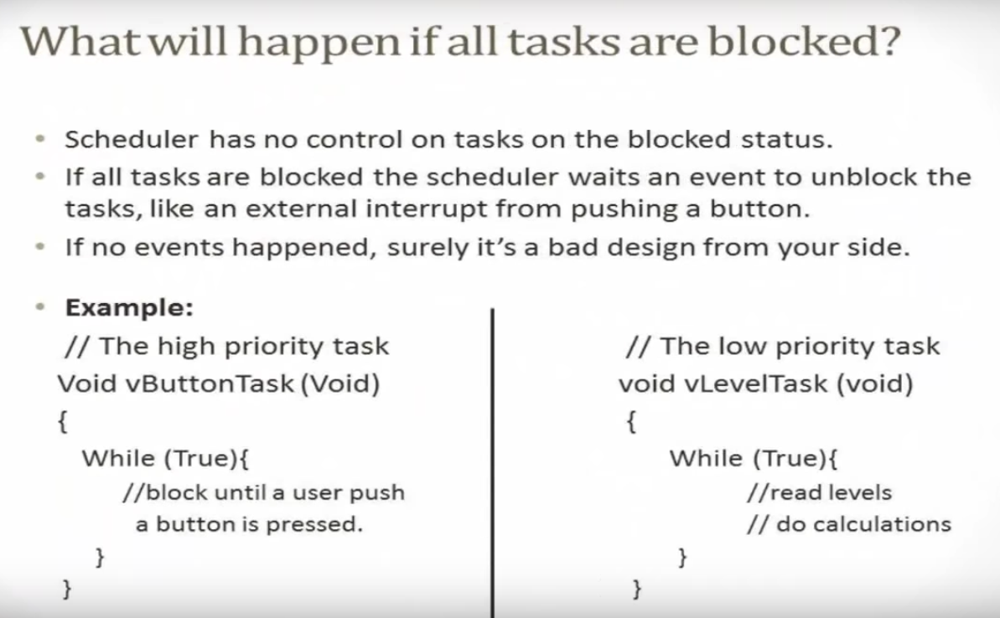 What will happen if all tasks are blocked?
• Scheduler has no control on tasks on the blocked status.
• If all tasks are blocked the scheduler waits an event to unblock the
tasks, like an external interrupt from pushing a button.
• If no events happened, surely it's a bad design from your side.
• Example:
// The high priority task
Void vButtonTask (Void)
{
While (True){
//block until a user push
a button is pressed.
}
}
// The low priority task
void vLevelTask (void)
{
While (True){
//read levels
// do calculations
}
}